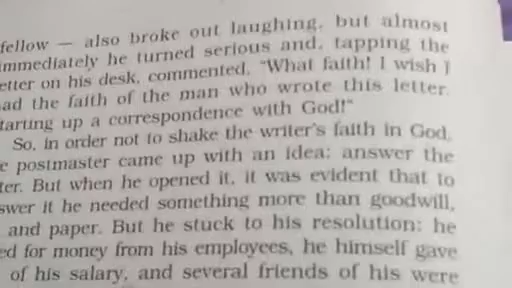 fellow — also broke out laughing, but almost
immediately he turned serious and, tapping the
etter on his desk, commented, "What faith! I wish I
ad the faith of the man who wrote this letter.
tarting up a correspondence with God!"
So, in order not to shake the writer's faith in God,
e postmaster came up with an idea: answer the
ter. But when he opened it, it was evident that to
swer it he needed something more than goodwill,
and paper. But he stuck to his resolution: he
ed for money from his employees, he himself gave
of his salary, and several friends of his were